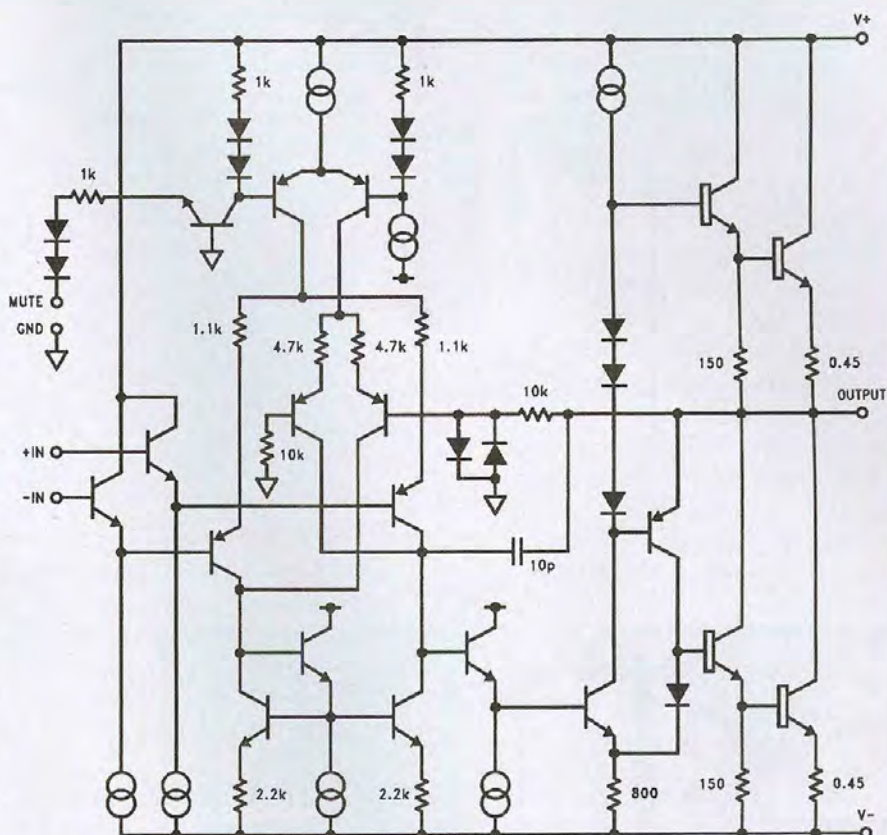 V+
1k
1k
1k
MUTE
GND
1.1k
4.7k
4.7k
1.1k
150
0.45
10k
OUTPUT
+IN
10k
-IN
10p
2.2k
2.2k
800
150
0.45
V-